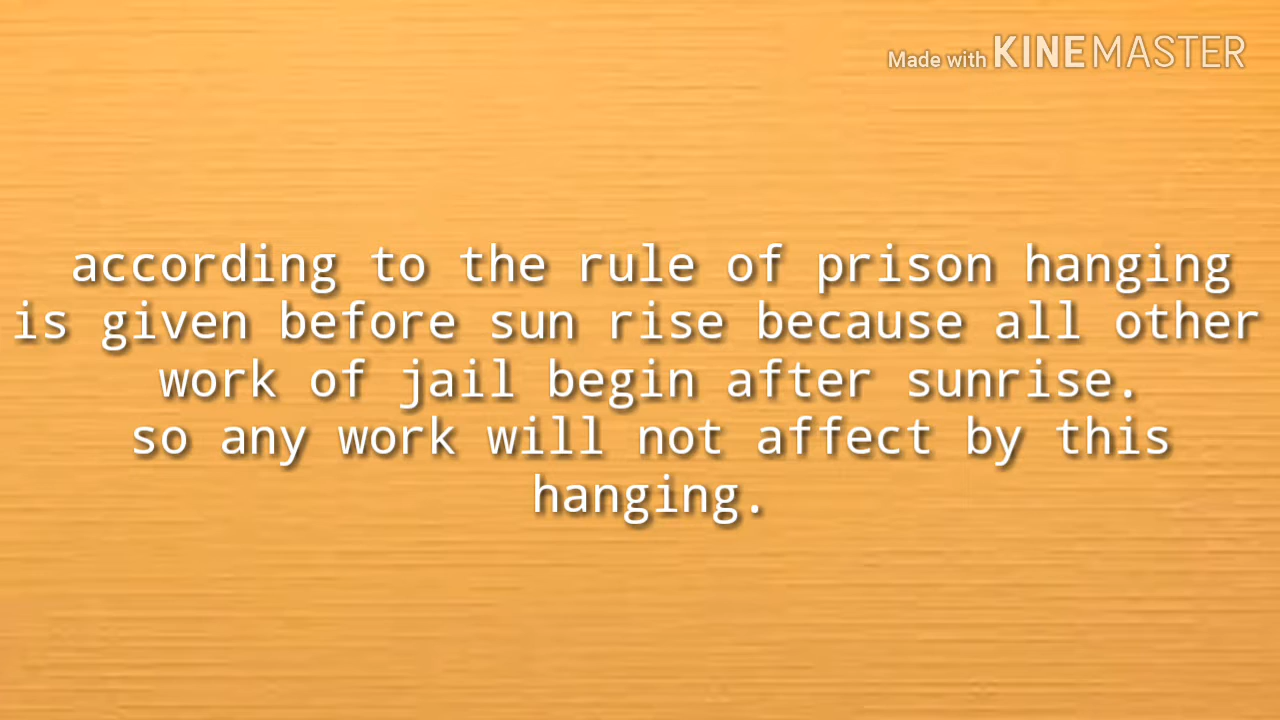 Made with KINEMASTER
according to the rule of prison hanging
is given before sun rise because all other
work of jail begin after sunrise.
so any work will not affect by this
hanging.